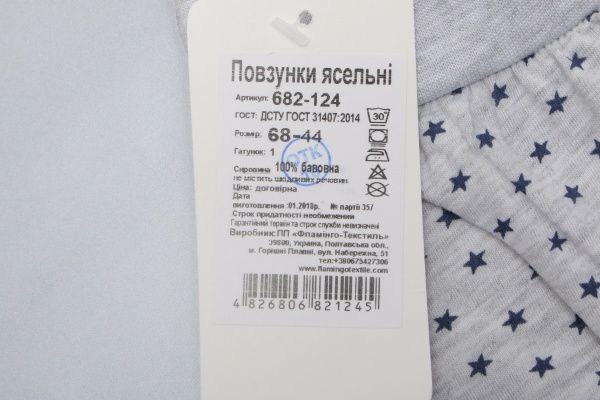 Повзунки ясельні
Артикул: 682-124
ГОСТ: ДСТУ ГОСТ 31407:2014
30°
Розмір: 68-44
Гатунок: 1
ОТК
Сировина 100% бавовна
не містить шкідливих речовин
Ціна: договірна
Дата
виготовлення :01.2018р. № партії 357
Строк придатності необмежений
Гарантійний термін та строк служби невизначені
Виробник:ПП «Фламінго-Текстиль»
39800, Україна, Полтавська обл.,
м. Горішні Плавні, вул. Набережна, 51
тел:+380675427306
www.flamingotextile.com
4 826806 821245